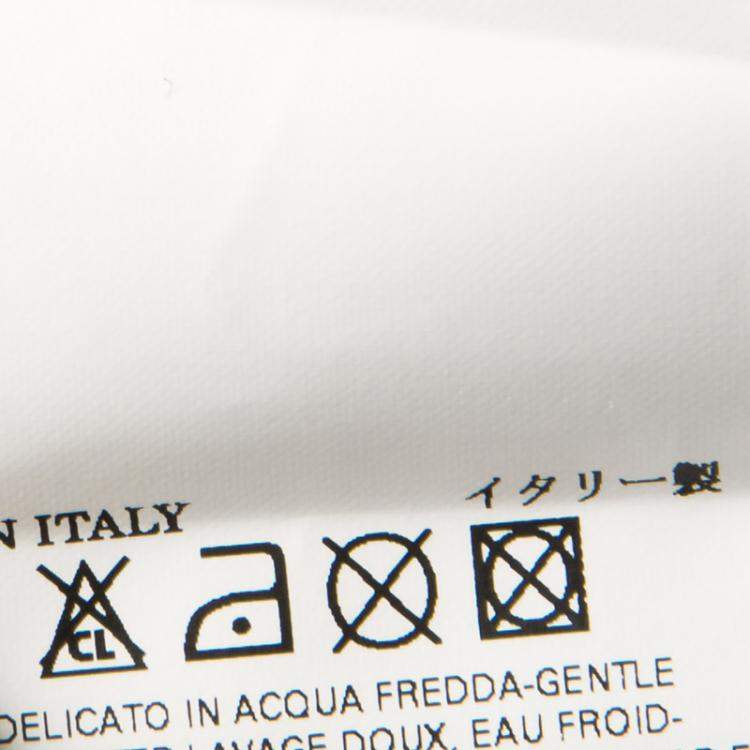 イタリー製
N ITALY
CL
DELICATO IN ACQUA FREDDA-GENTLE
LAVAGE DOUX, EAU FROID-